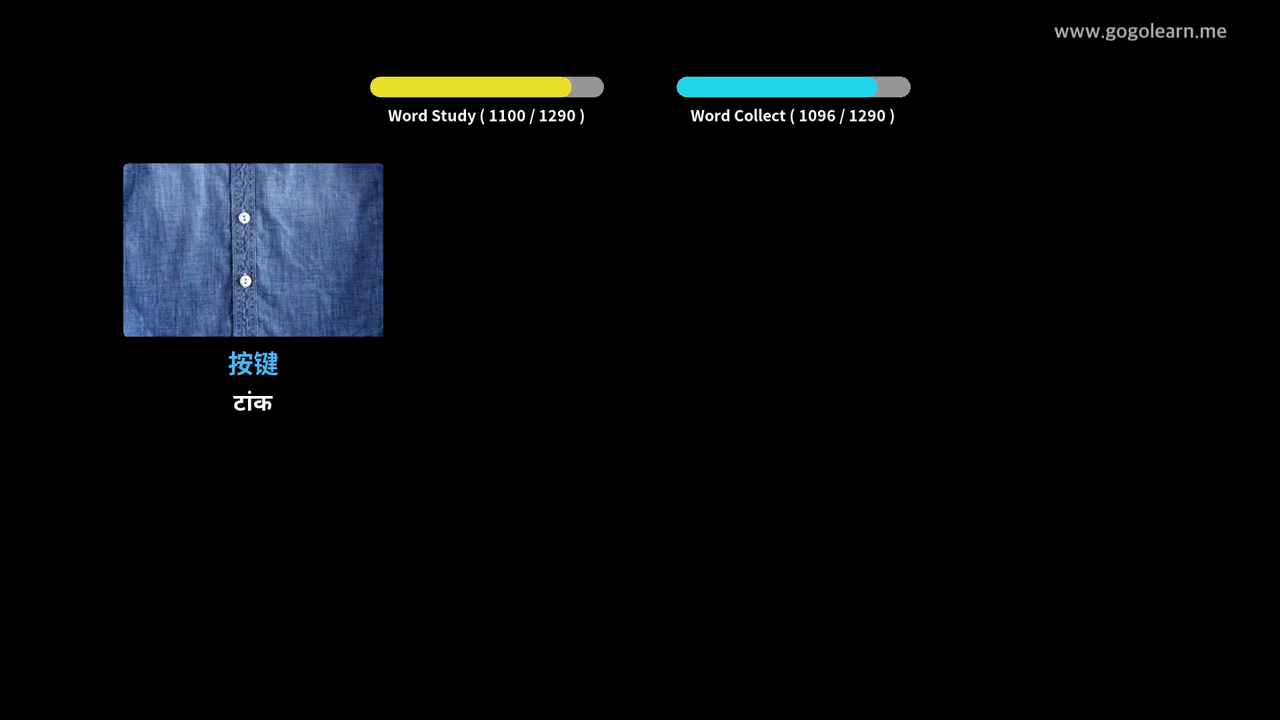 www.gogolearn.me
Word Study ( 1100 / 1290 )
Word Collect ( 1096 / 1290 )
按键
टांक